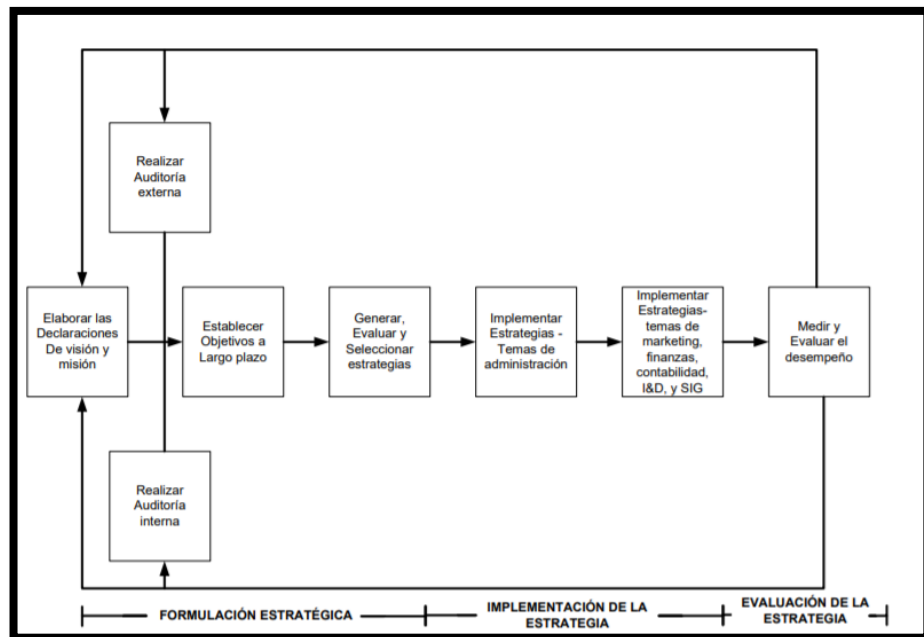 Realizar
Auditoría
externa
Elaborar las
Declaraciones
De visión y
misión
Establecer
Objetivos a
Largo plazo
Generar,
Evaluar y
Seleccionar
estrategias
Implementar
Estrategias -
Temas de
administración
Implementar
Estrategias-
temas de
marketing,
finanzas,
contabilidad,
I&D, y SIG
Medir y
Evaluar el
desempeño
Realizar
Auditoría
interna
FORMULACIÓN ESTRATÉGICA
IMPLEMENTACIÓN DE LA
ESTRATEGIA
EVALUACIÓN DE LA
ESTRATEGIA